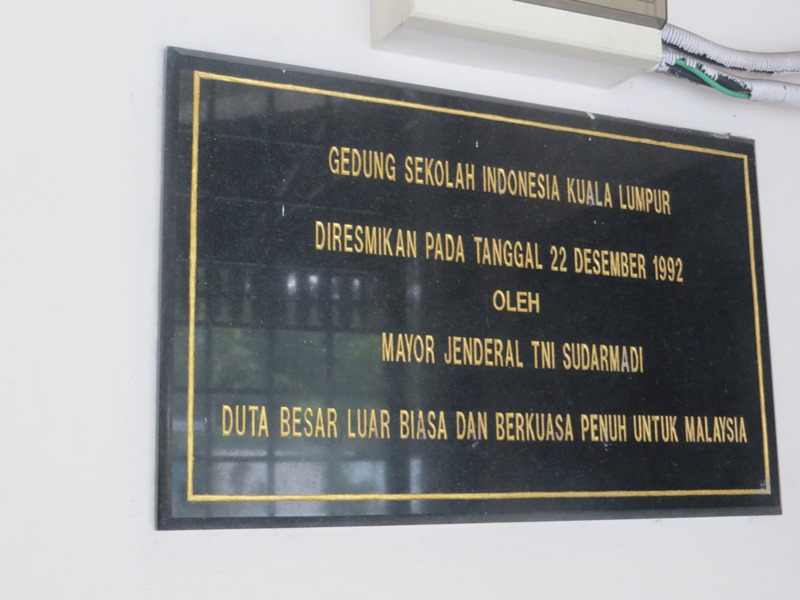 GEDUNG SEKOLAH INDONESIA KUALA LUMPUR
DIRESMIKAN PADA TANGGAL 22 DESEMBER 1992
OLEH
MAYOR JENDERAL TNI SUDARMADI
DUTA BESAR LUAR BIASA DAN BERKUASA PENUH UNTUK MALAYSIA